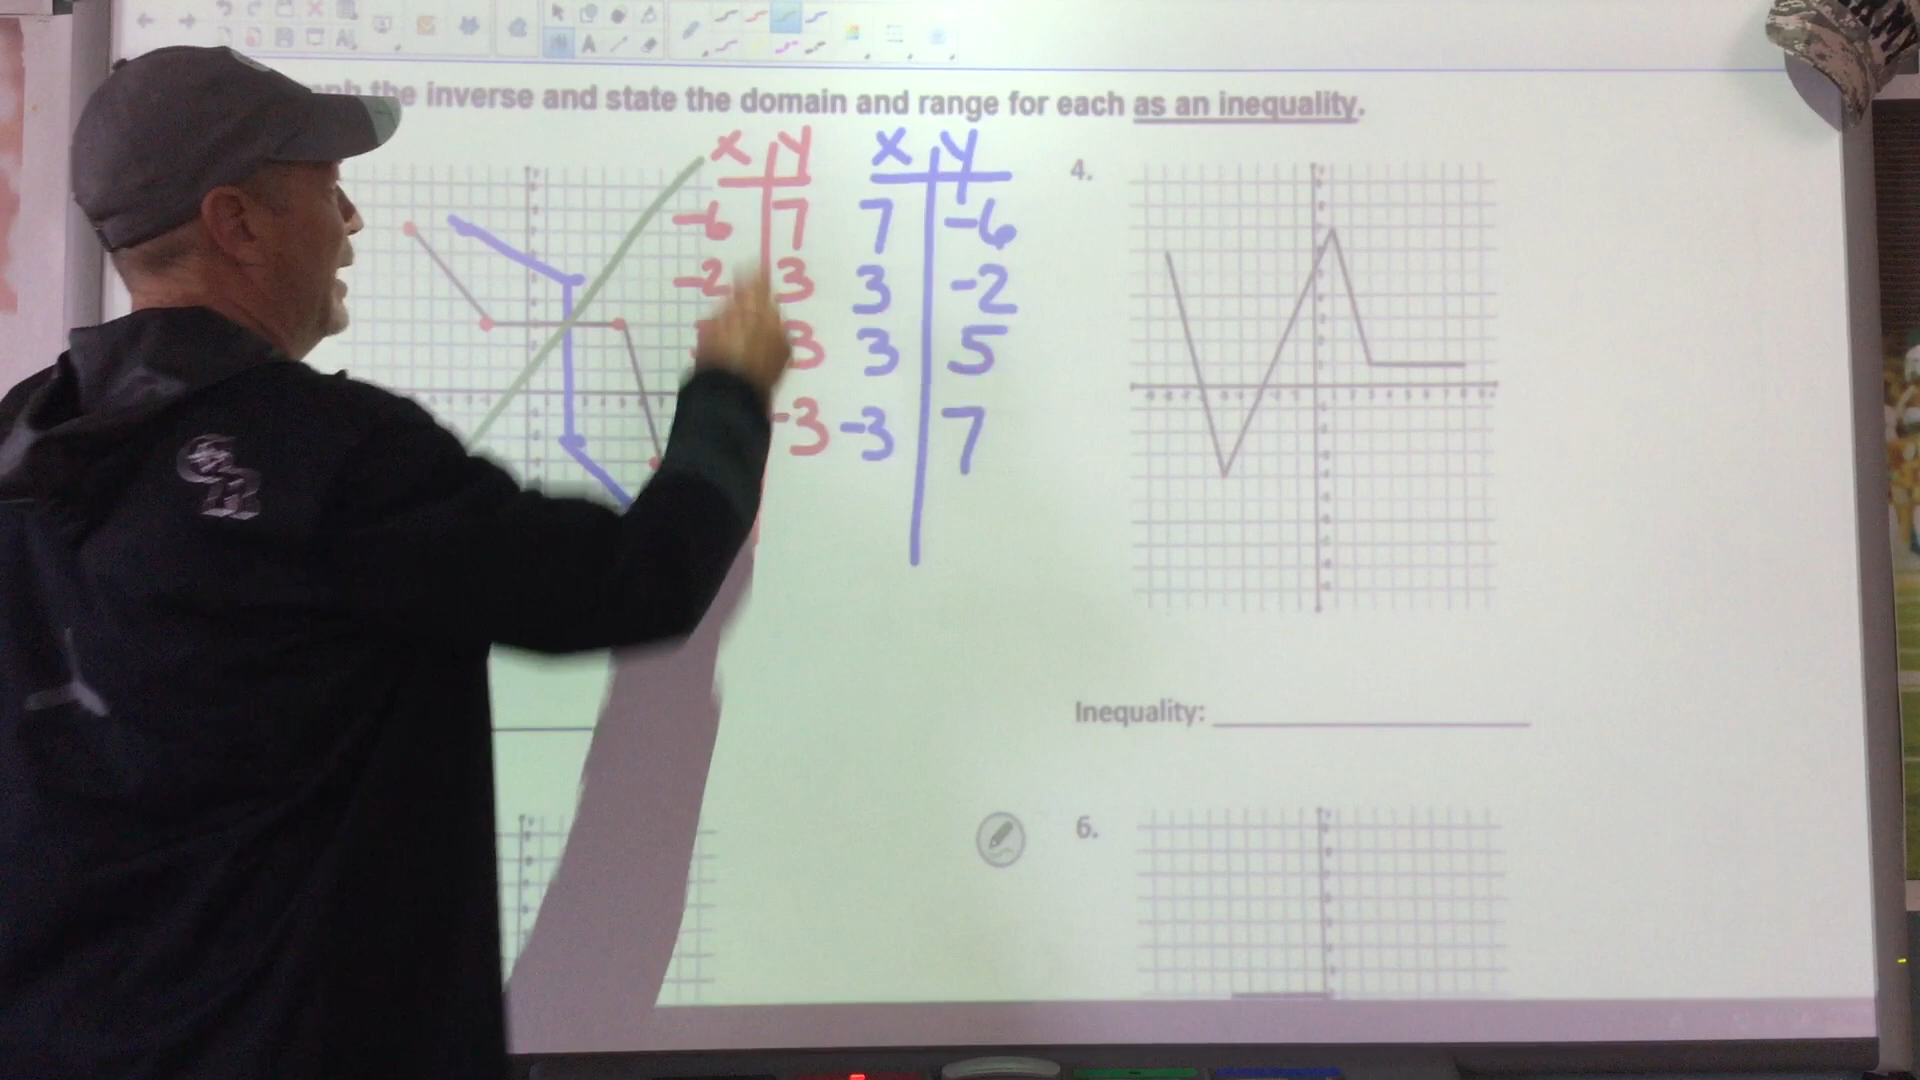 the inverse and state the domain and range for each as an inequality.
x y x y
-6 7 7 -6
-2 3 3 -2
3 3 5
-3 -3 7
4.
Inequality:
6.